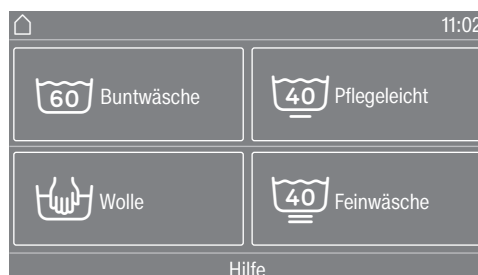 11:02
60 Buntwäsche
40 Pflegeleicht
Wolle
40 Feinwäsche
Hilfe